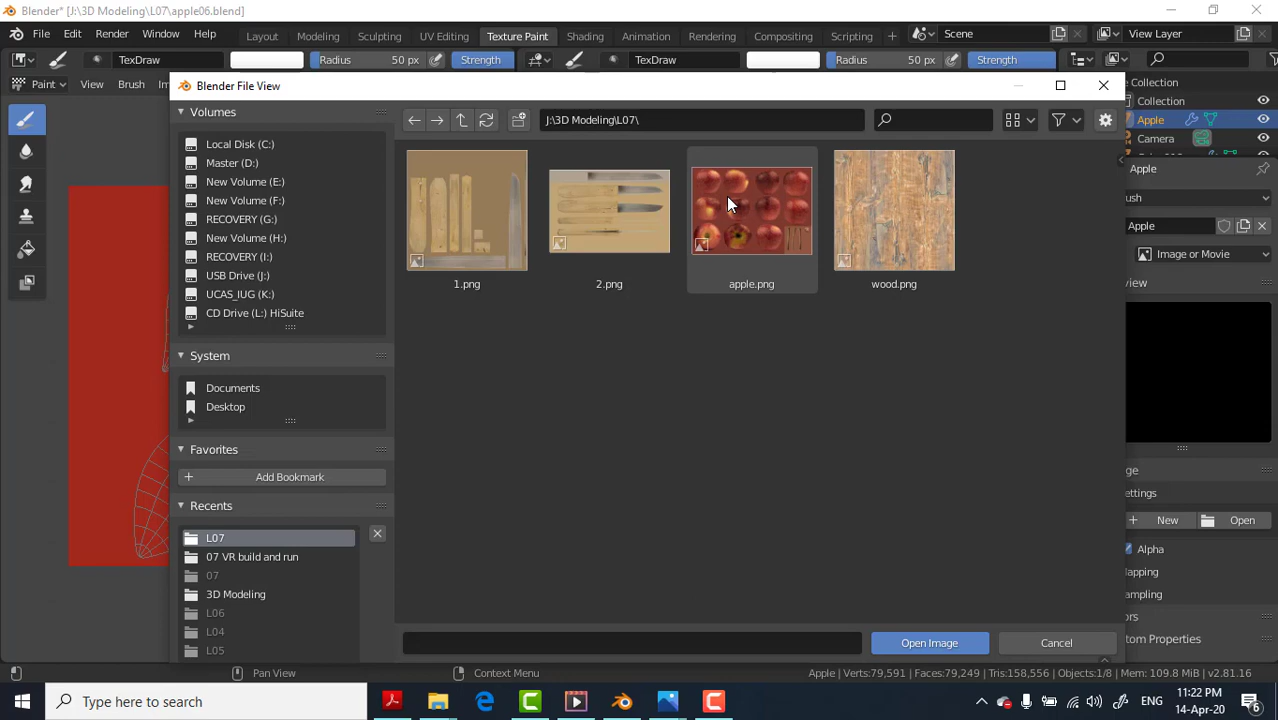 Blender* [J:\3D Modeling\L07\apple06.blend]
File Edit Render Window Help Layout Modeling Sculpting UV Editing Texture Paint Shading Animation Rendering Compositing Scripting Scene View Layer
TexDraw Radius 50 px Strength TexDraw Radius 50 px Strength
Paint View Brush
Blender File View
Collection
Collection
Apple
Camera
Volumes
J:\3D Modeling\L07\
Local Disk (C:)
Master (D:)
New Volume (E:)
New Volume (F:)
RECOVERY (G:)
New Volume (H:)
RECOVERY (I:)
USB Drive (J:)
UCAS_IUG (K:)
CD Drive (L:) HiSuite
1.png 2.png apple.png wood.png
System
Documents
Desktop
Favorites
Add Bookmark
Recents
L07
07 VR build and run
07
3D Modeling
L06
L04
L05
Open Image Cancel
Apple
Apple
Image or Movie
New Open
Alpha
Pan View Context Menu Apple | Verts:79,591 | Faces:79,249 | Tris:158,556 | Objects:1/8 | Mem: 109.8 MiB | v2.81.16
Type here to search
ENG
11:22 PM
14-Apr-20
6